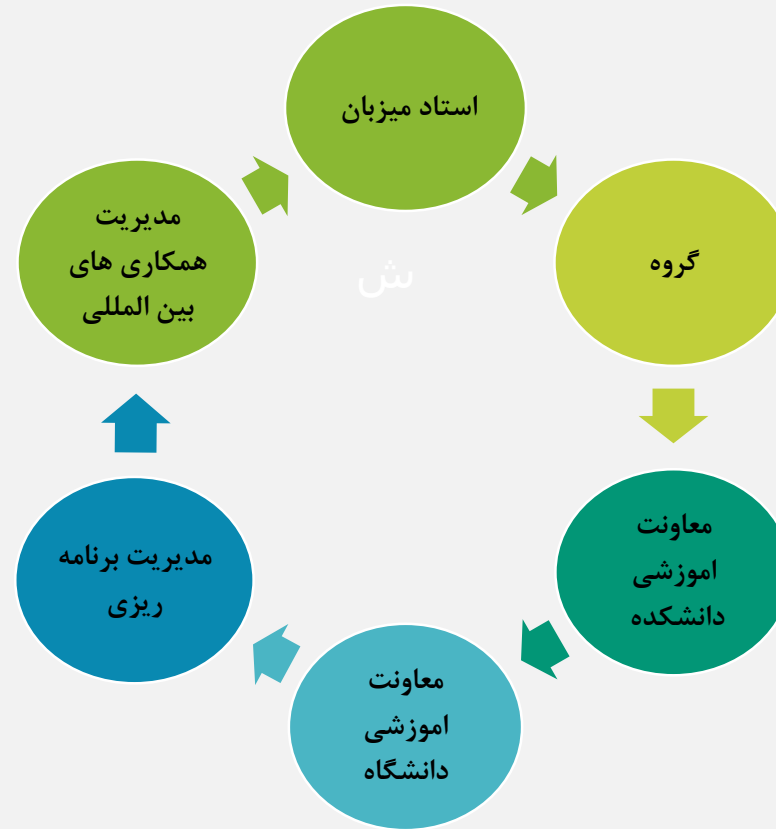 استاد میزبان
گروه
معاونت
اموزشی
دانشکده
معاونت
اموزشی
دانشگاه
مدیریت برنامه
ریزی
مدیریت
همکاری های
بین المللی
ش